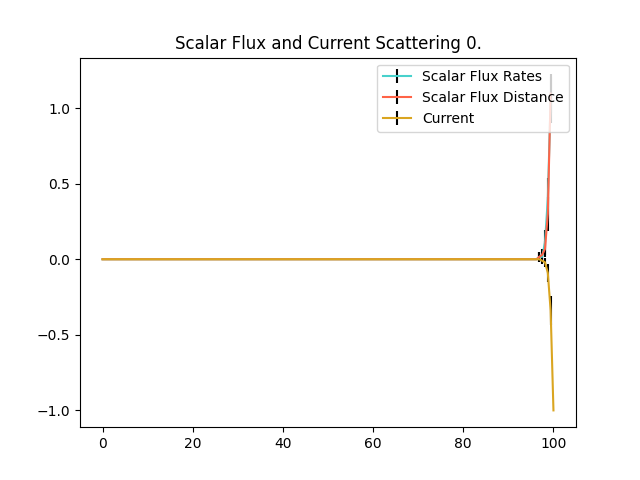 Scalar Flux and Current Scattering 0.
Scalar Flux Rates
Scalar Flux Distance
Current
1.0
0.5
0.0
−0.5
−1.0
0 20 40 60 80 100